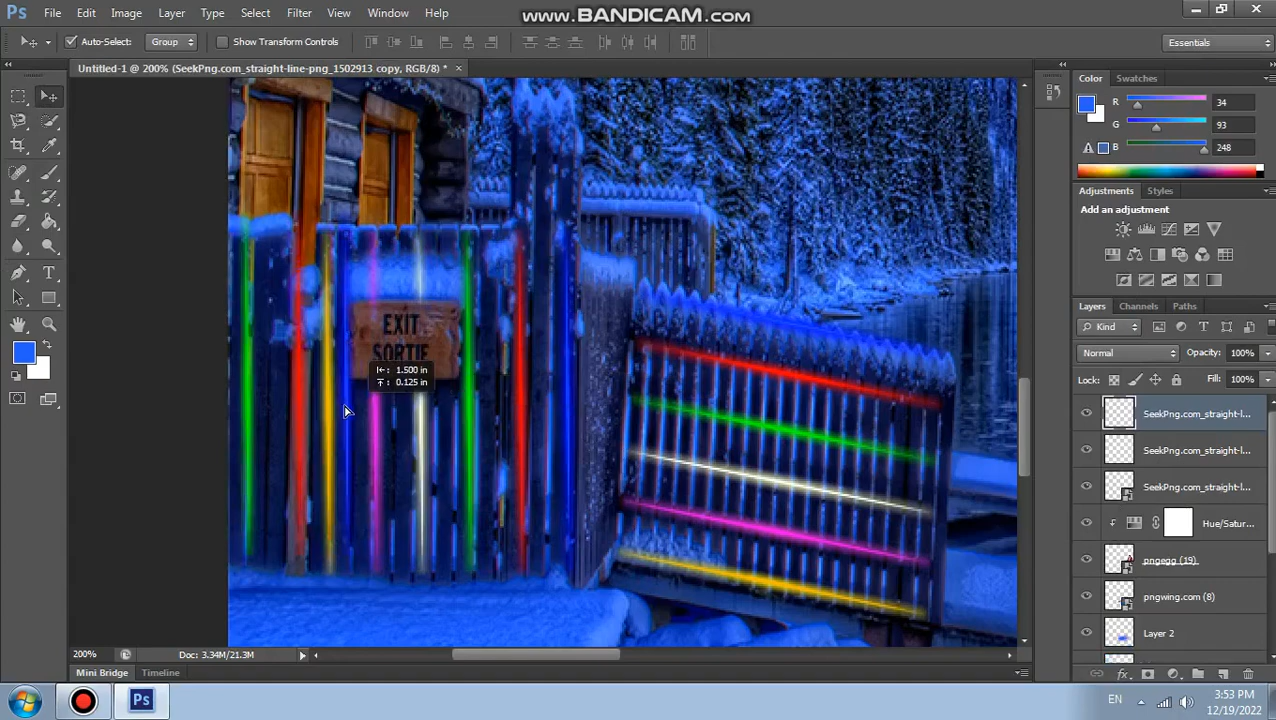 www.BANDICAM.com
Ps File Edit Image Layer Type Select Filter View Window Help
Auto-Select: Group Show Transform Controls Essentials
Untitled-1 @ 200% (SeekPng.com_straight-line-png_1502913 copy, RGB/8) *
Color Swatches
R 34
G 93
B 248
Adjustments Styles
Add an adjustment
Layers Channels Paths
Kind
Normal Opacity: 100%
Lock: Fill: 100%
SeekPng.com_straight-l...
SeekPng.com_straight-l...
SeekPng.com_straight-l...
Hue/Satur...
pngegg (19)
pngwing.com (8)
Layer 2
EXIT
SORTIE
1.500 in
0.125 in
200% Doc: 3.34M/21.3M
Mini Bridge Timeline
Ps EN 3:53 PM
12/19/2022